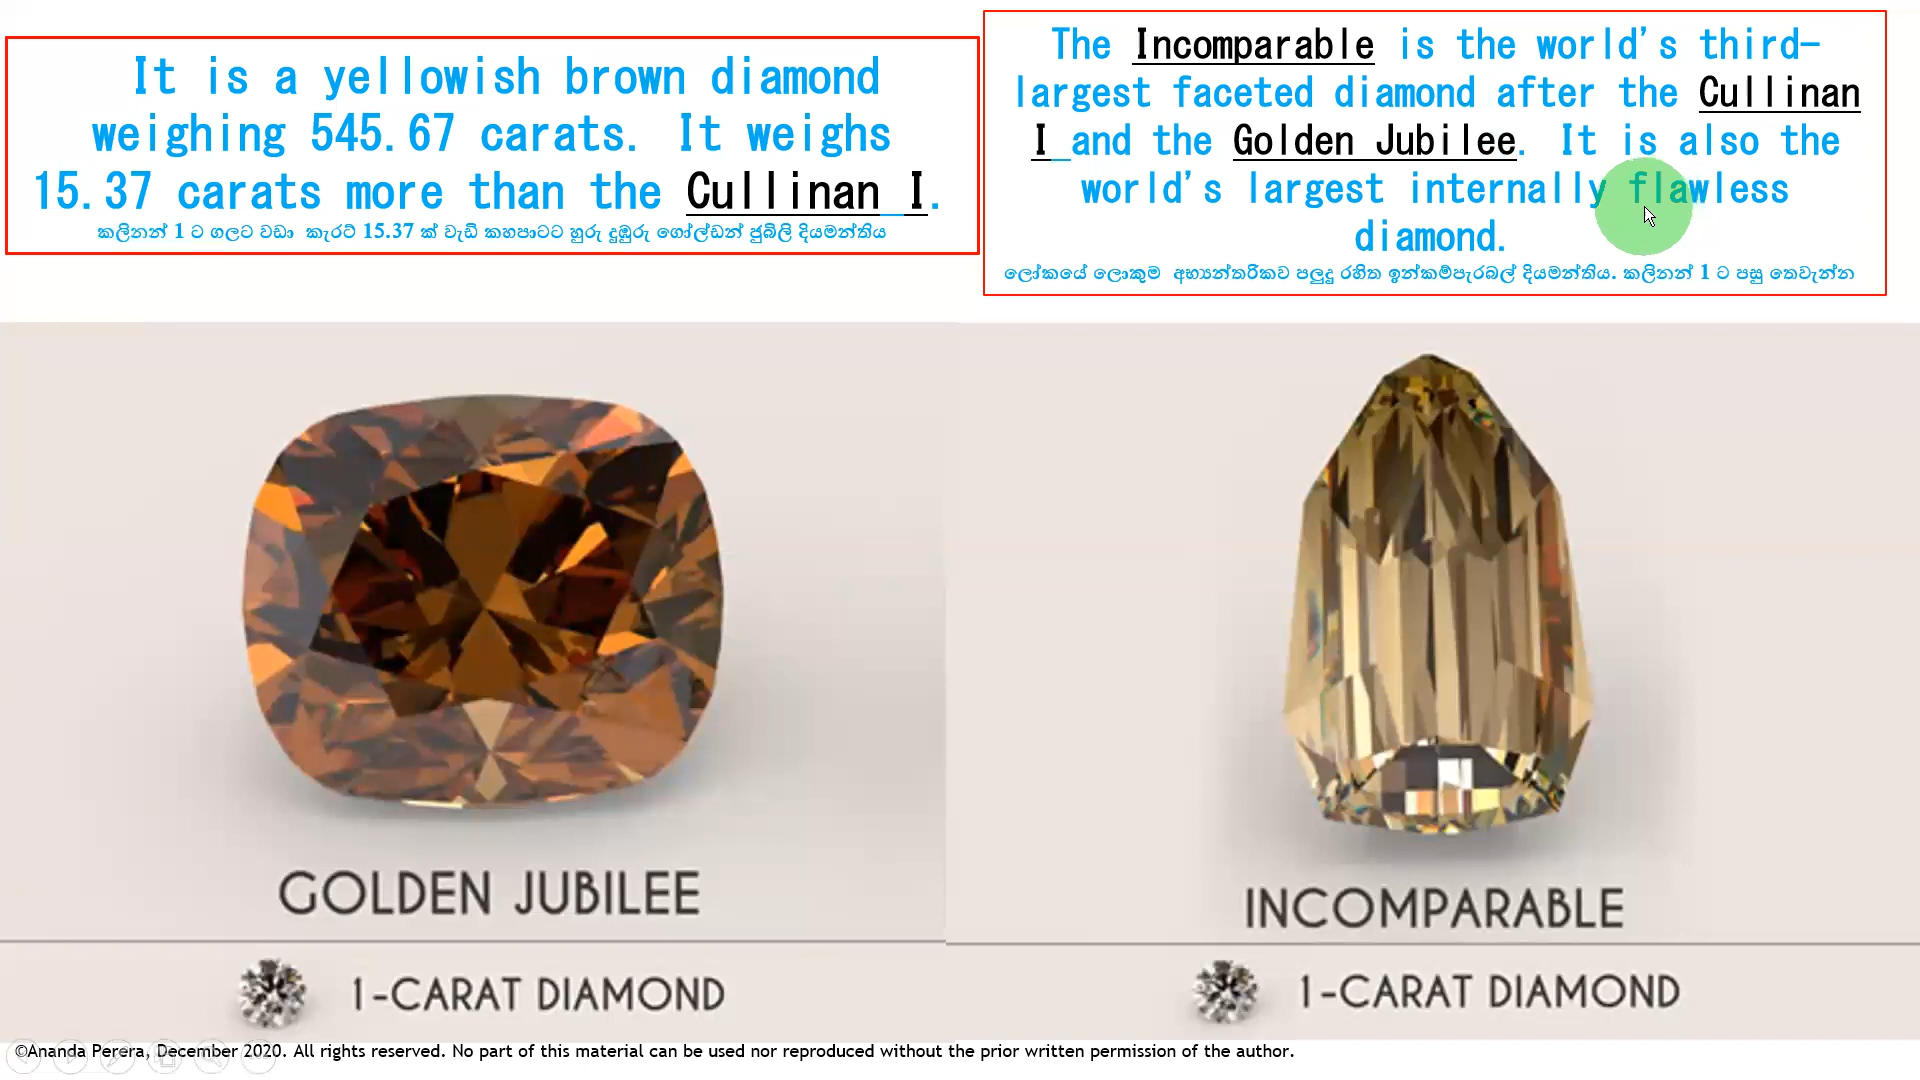 It is a yellowish brown diamond
weighing 545.67 carats. It weighs
15.37 carats more than the Cullinan I.
කලිනන් 1 ට ගලට වඩා කැරට් 15.37 ක් වැඩි කහපාටට හුරු දුඹුරු ගෝල්ඩන් ජුබිලි දියමන්තිය
The Incomparable is the world's third-
largest faceted diamond after the Cullinan
I and the Golden Jubilee. It is also the
world's largest internally flawless
diamond.
ලෝකයේ ලොකුම අභ්‍යන්තරිකව පලුදු රහිත ඉන්කම්පැරබල් දියමන්තිය. කලිනන් 1 ට පසු තෙවැන්න
GOLDEN JUBILEE
1-CARAT DIAMOND
INCOMPARABLE
1-CARAT DIAMOND
©Ananda Perera, December 2020. All rights reserved. No part of this material can be used nor reproduced without the prior written permission of the author.